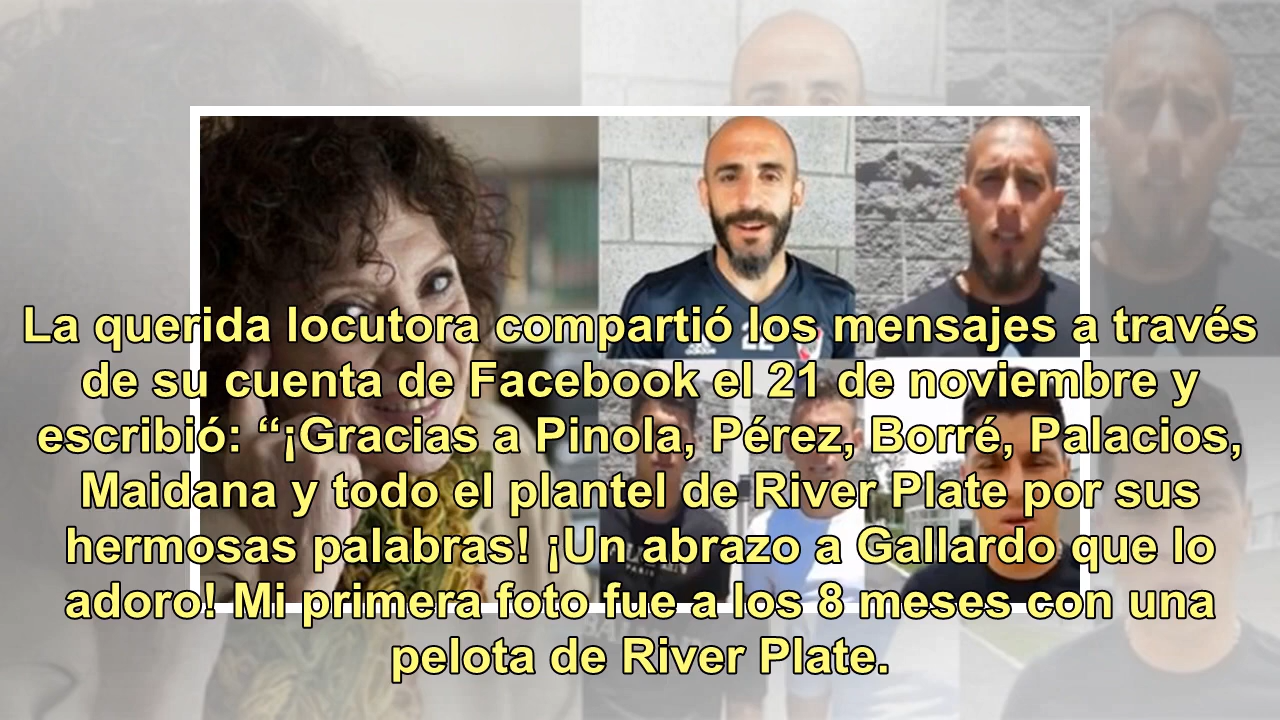 La querida locutora compartió los mensajes a través
de su cuenta de Facebook el 21 de noviembre y
escribió: “¡Gracias a Pinola, Pérez, Borré, Palacios,
Maidana y todo el plantel de River Plate por sus
hermosas palabras! ¡Un abrazo a Gallardo que lo
adoro! Mi primera foto fue a los 8 meses con una
pelota de River Plate.